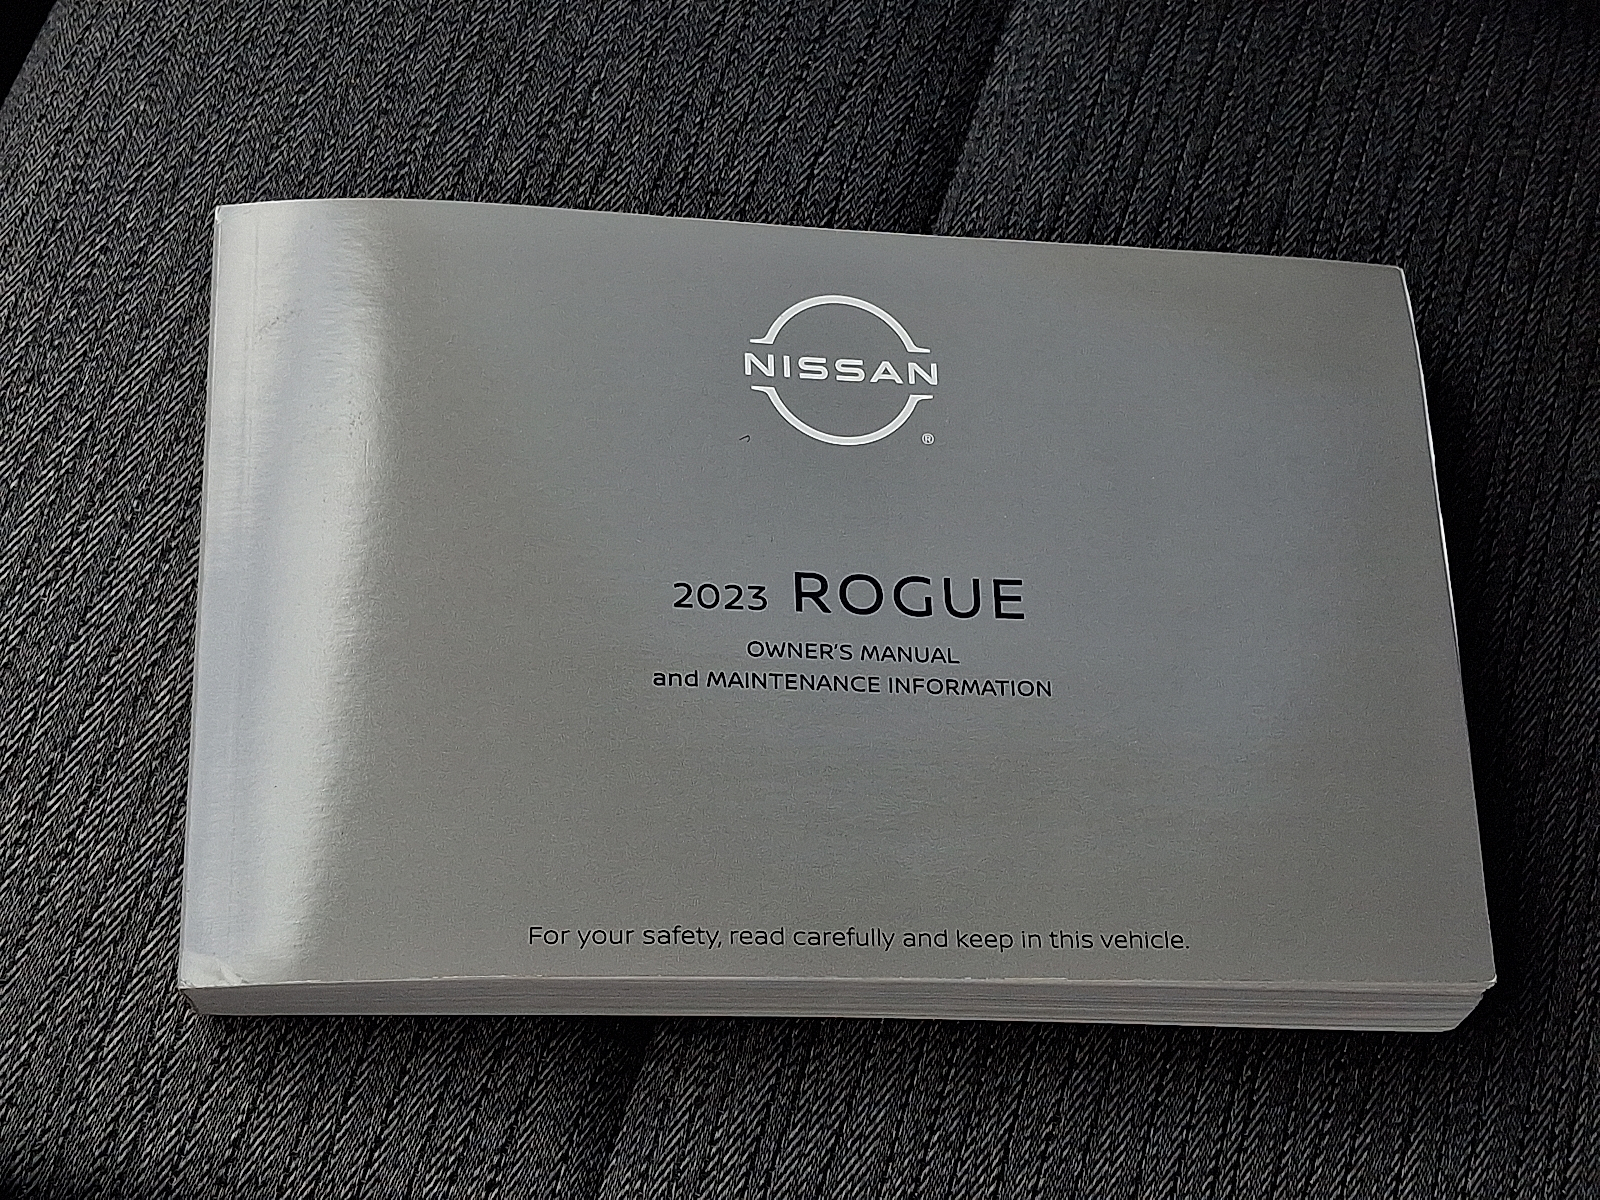 NISSAN
®
2023 ROGUE
OWNER'S MANUAL
and MAINTENANCE INFORMATION
For your safety, read carefully and keep in this vehicle.